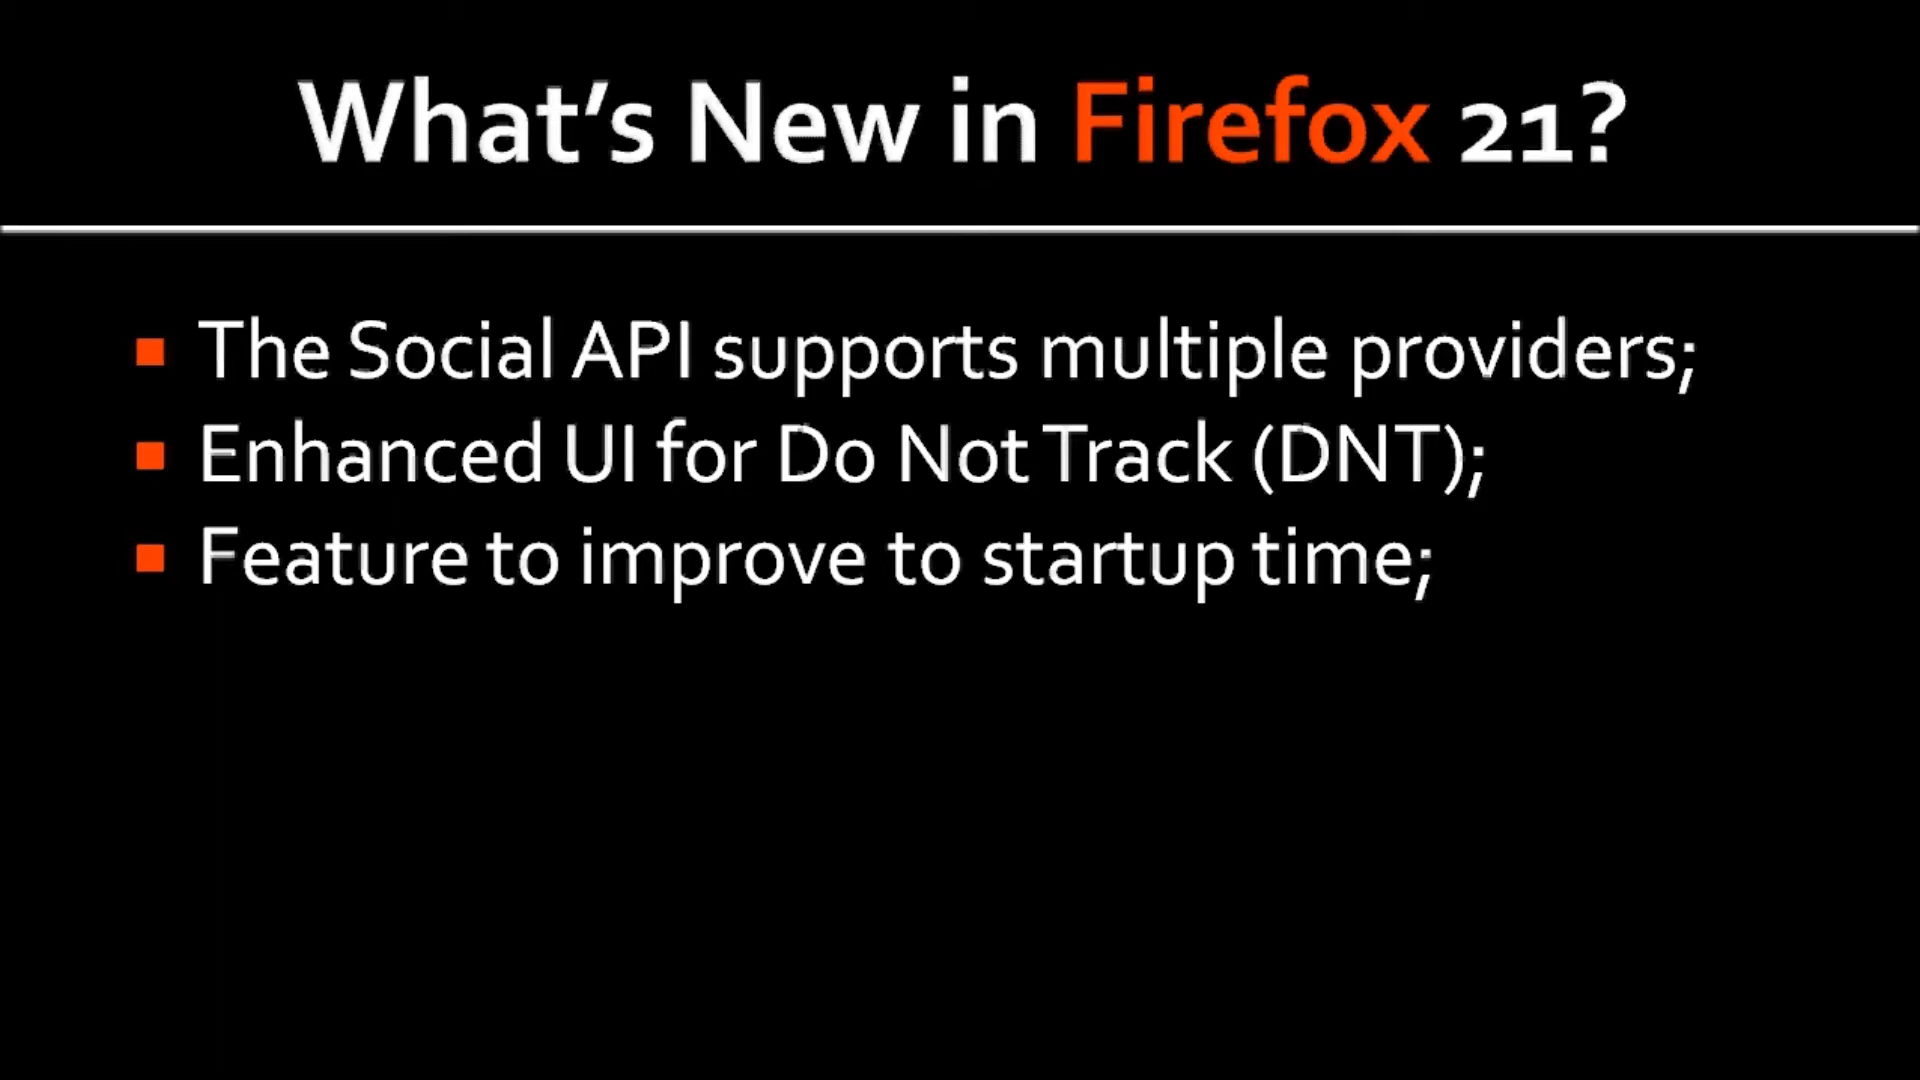 What’s New in Firefox 21?
The Social API supports multiple providers;
Enhanced UI for Do Not Track (DNT);
Feature to improve to startup time;